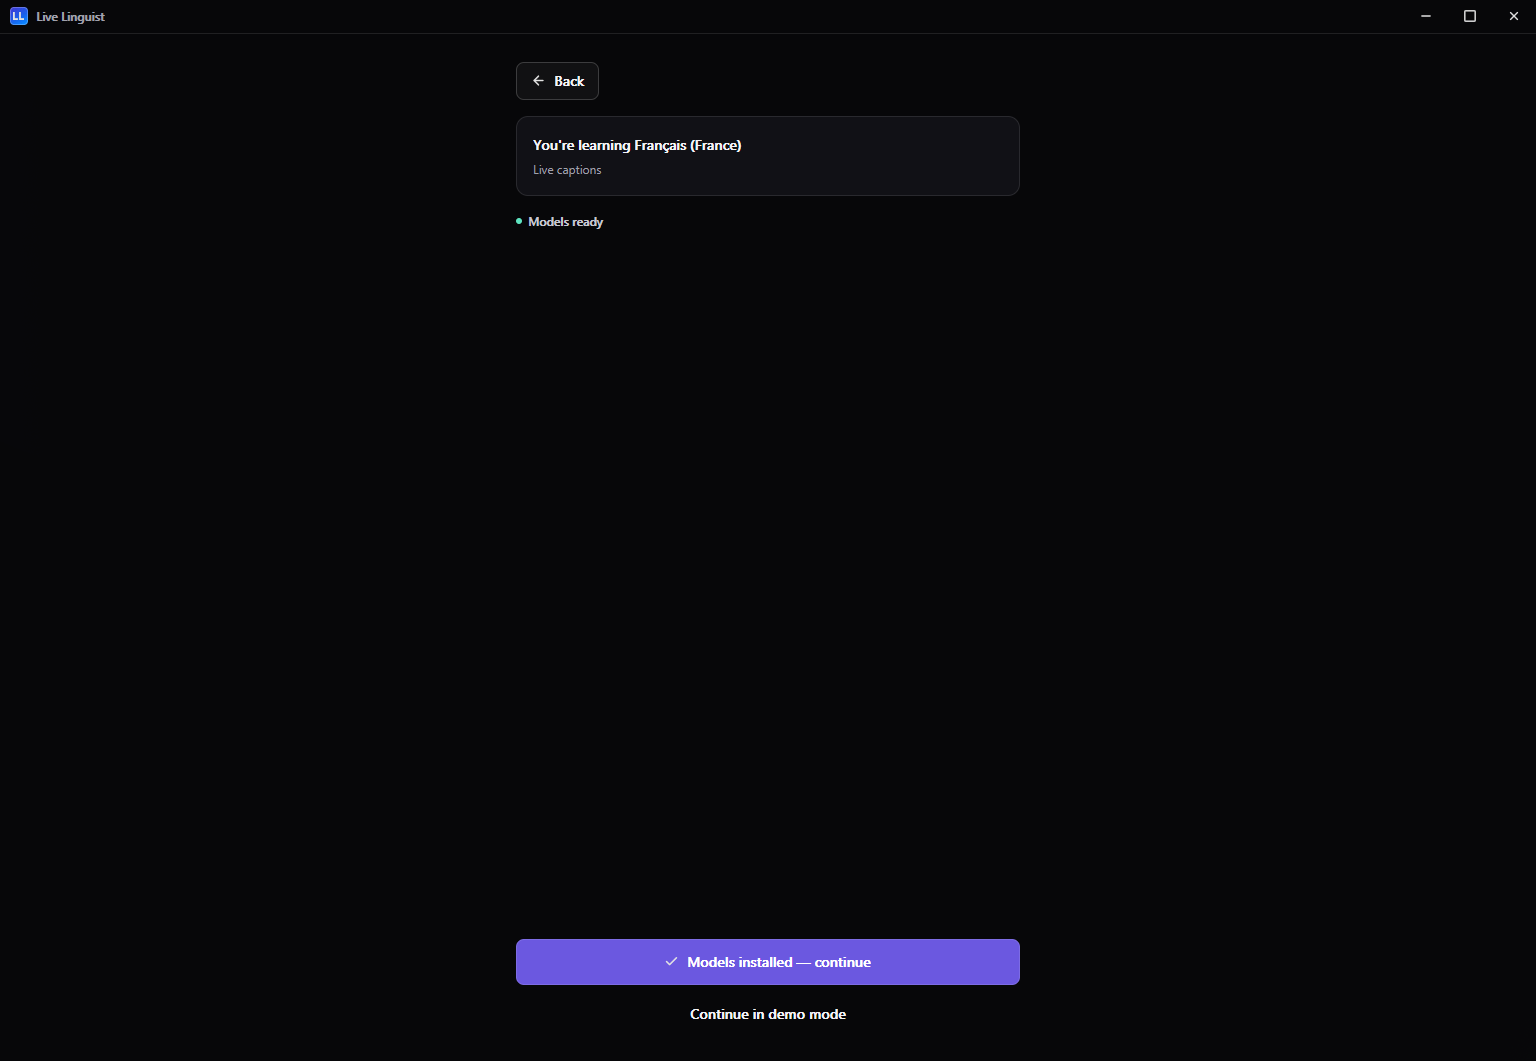 LL Live Linguist
Back
You're learning Français (France)
Live captions
Models ready
Models installed — continue
Continue in demo mode